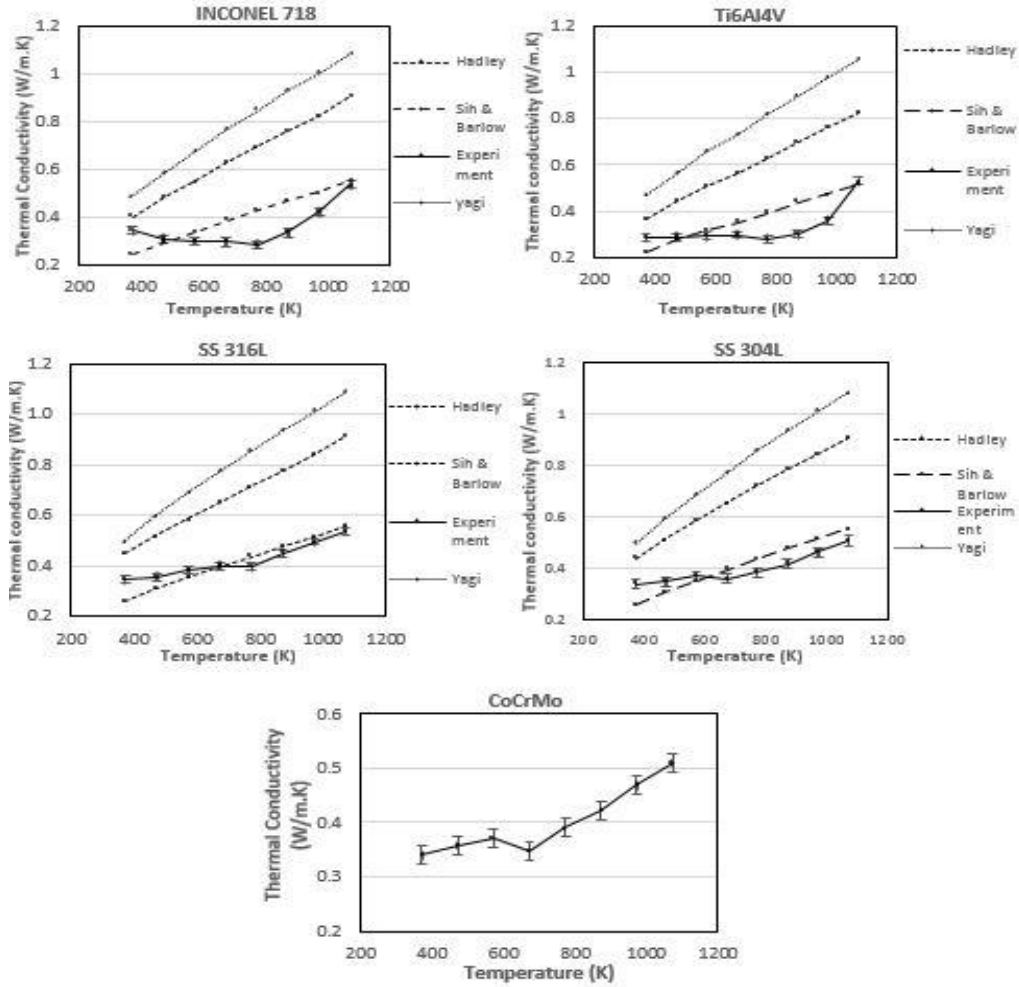 INCONEL 718
Thermal Conductivity (W/m.K)
1.2
1
0.8
0.6
0.4
0.2
200 400 600 800 1000 1200
Temperature (K)
Hadley
Sih &
Barlow
Experi
ment
yagi
Ti6Al4V
Thermal conductivity (W/m.K)
1.2
1
0.8
0.6
0.4
0.2
200 400 600 800 1000 1200
Temperature (K)
Hadley
Sih &
Barlow
Experi
ment
Yagi
SS 316L
Thermal conductivity (W/m.K)
1.2
1.0
0.8
0.6
0.4
0.2
200 400 600 800 1000 1200
Temperature (K)
Hadley
Sih &
Barlow
Experi
ment
Yagi
SS 304L
Thermal conductivity (W/m.K)
1.2
1
0.8
0.6
0.4
0.2
200 400 600 800 1000 1200
Temperature (K)
Hadley
Sih &
Barlow
Experim
ent
Yagi
CoCrMo
Thermal Conductivity
(W/m.K)
0.6
0.5
0.4
0.3
0.2
200 400 600 800 1000 1200
Temperature (K)